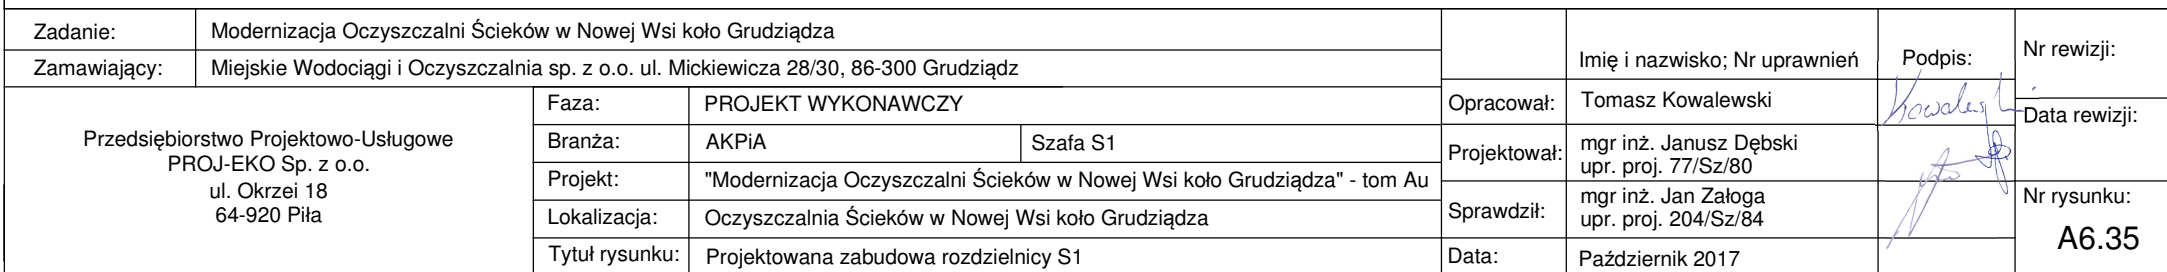 Zadanie: Modernizacja Oczyszczalni Ścieków w Nowej Wsi koło Grudziądza
Zamawiający: Miejskie Wodociągi i Oczyszczalnia sp. z o.o. ul. Mickiewicza 28/30, 86-300 Grudziądz
Przedsiębiorstwo Projektowo-Usługowe
PROJ-EKO Sp. z o.o.
ul. Okrzei 18
64-920 Piła
Faza: PROJEKT WYKONAWCZY
Branża: AKPiA Szafa S1
Projekt: "Modernizacja Oczyszczalni Ścieków w Nowej Wsi koło Grudziądza" - tom Au
Lokalizacja: Oczyszczalnia Ścieków w Nowej Wsi koło Grudziądza
Tytuł rysunku: Projektowana zabudowa rozdzielnicy S1
Imię i nazwisko; Nr uprawnień Podpis:
Opracował: Tomasz Kowalewski
Projektował: mgr inż. Janusz Dębski
upr. proj. 77/Sz/80
Sprawdził: mgr inż. Jan Załoga
upr. proj. 204/Sz/84
Data: Październik 2017
Nr rewizji:
Data rewizji:
Nr rysunku:
A6.35